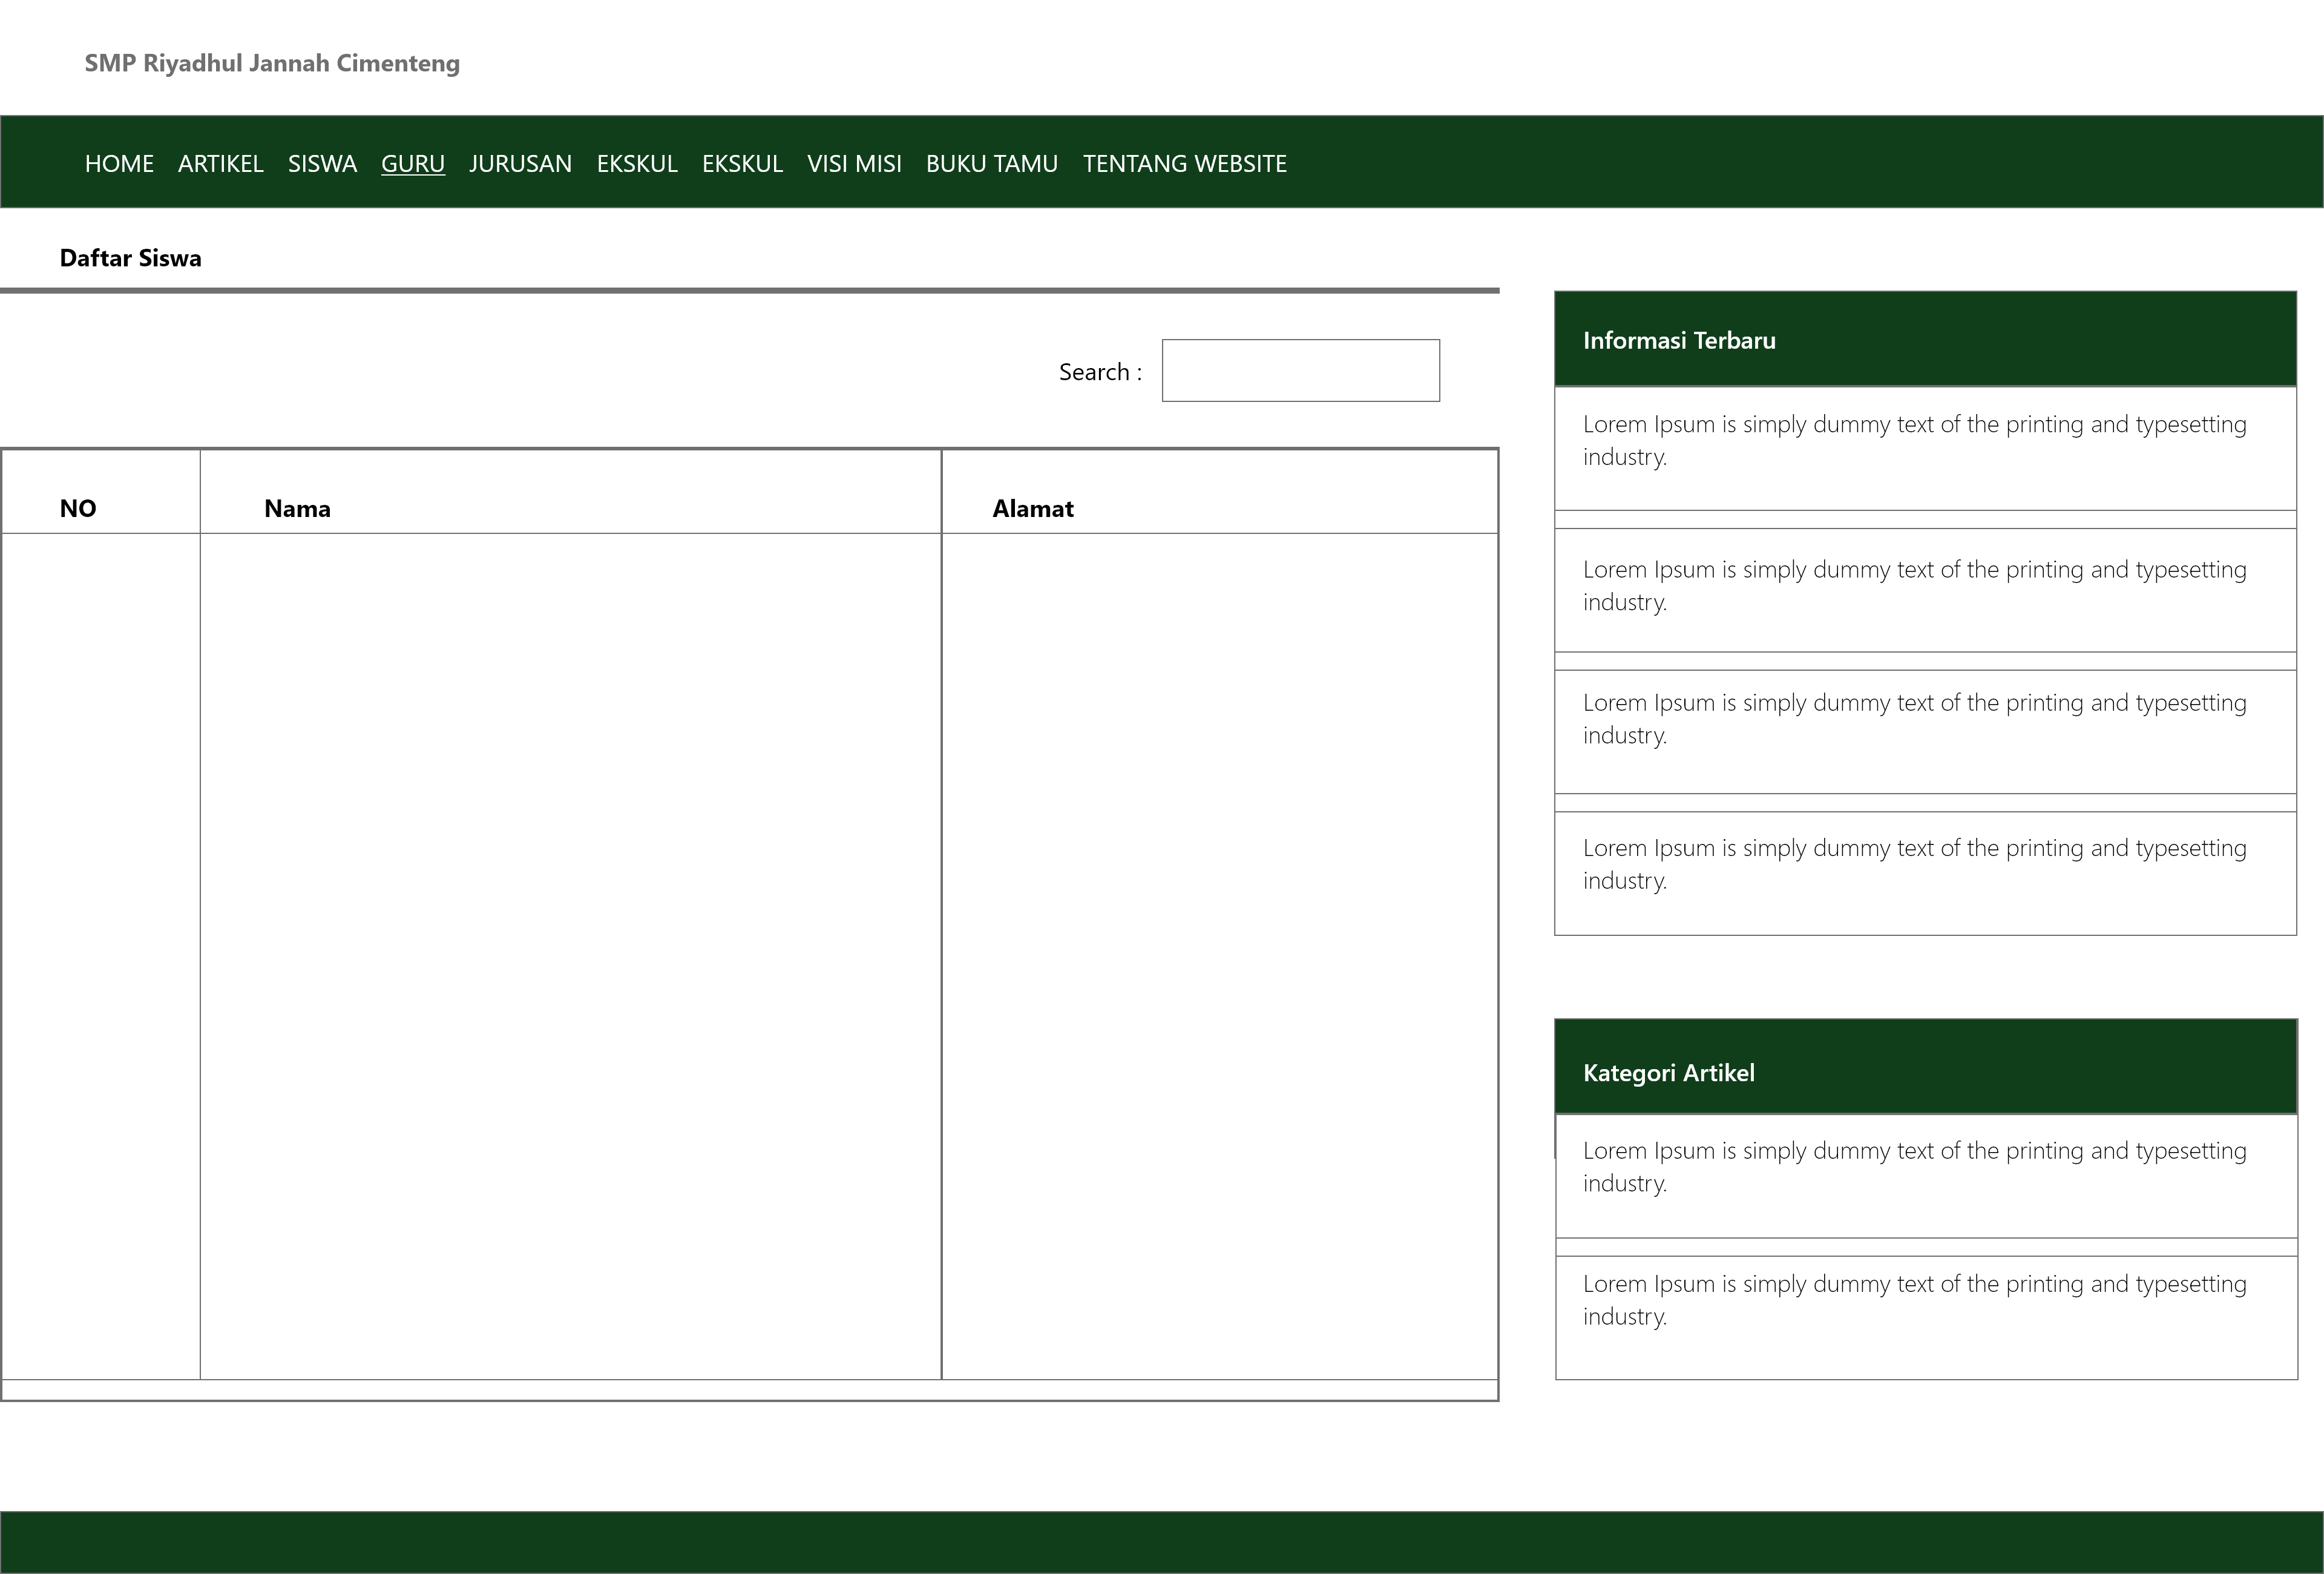 SMP Riyadhul Jannah Cimenteng
HOME ARTIKEL SISWA GURU JURUSAN EKSKUL EKSKUL VISI MISI BUKU TAMU TENTANG WEBSITE
Daftar Siswa
Search :
NO Nama Alamat
Informasi Terbaru
Lorem Ipsum is simply dummy text of the printing and typesetting
industry.
Lorem Ipsum is simply dummy text of the printing and typesetting
industry.
Lorem Ipsum is simply dummy text of the printing and typesetting
industry.
Lorem Ipsum is simply dummy text of the printing and typesetting
industry.
Kategori Artikel
Lorem Ipsum is simply dummy text of the printing and typesetting
industry.
Lorem Ipsum is simply dummy text of the printing and typesetting
industry.